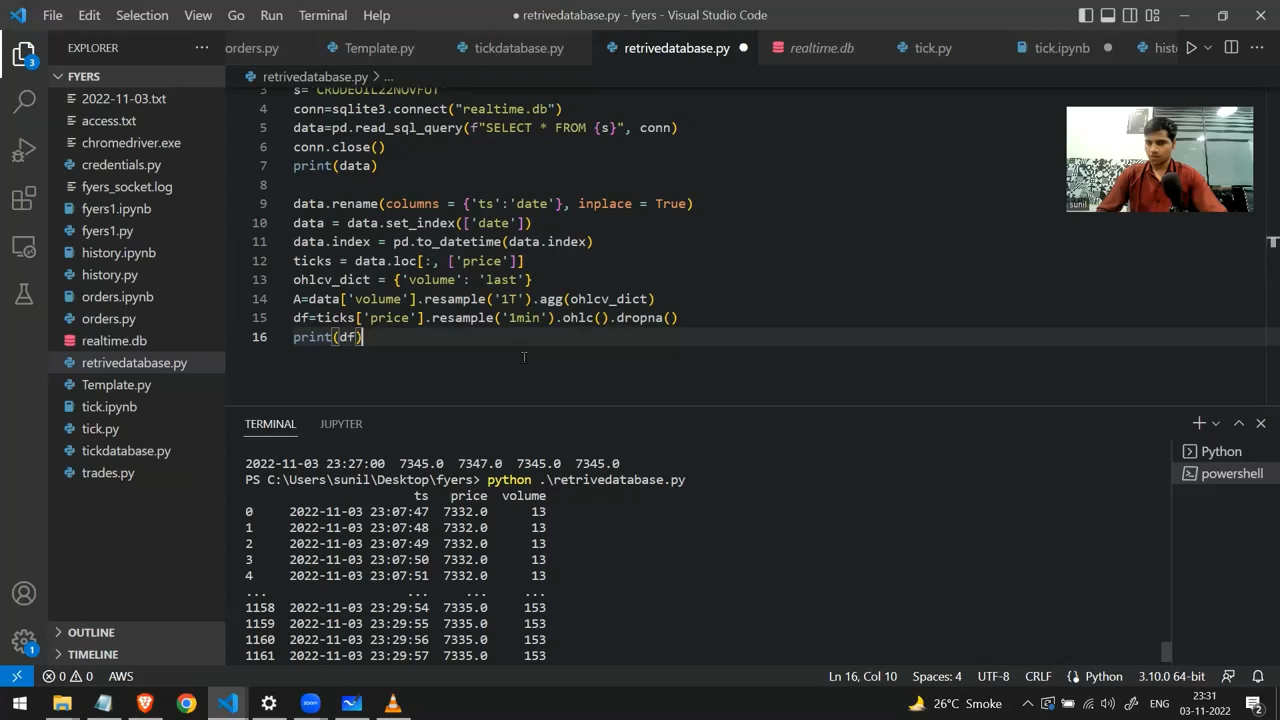 File Edit Selection View Go Run Terminal Help
● retrivedatabase.py - fyers - Visual Studio Code
EXPLORER
orders.py Template.py tickdatabase.py retrivedatabase.py realtime.db tick.py tick.ipynb histo
FYERS
2022-11-03.txt
access.txt
chromedriver.exe
credentials.py
fyers_socket.log
fyers1.ipynb
fyers1.py
history.ipynb
history.py
orders.ipynb
orders.py
realtime.db
retrivedatabase.py
Template.py
tick.ipynb
tick.py
tickdatabase.py
trades.py
OUTLINE
TIMELINE
3
1
retrivedatabase.py > ...
3 s='CRUDEOIL22NOVFUT'
4 conn=sqlite3.connect("realtime.db")
5 data=pd.read_sql_query(f"SELECT * FROM {s}", conn)
6 conn.close()
7 print(data)
8
9 data.rename(columns = {'ts':'date'}, inplace = True)
10 data = data.set_index(['date'])
11 data.index = pd.to_datetime(data.index)
12 ticks = data.loc[:, ['price']]
13 ohlcv_dict = {'volume': 'last'}
14 A=data['volume'].resample('1T').agg(ohlcv_dict)
15 df=ticks['price'].resample('1min').ohlc().dropna()
16 print(df)
sunil
TERMINAL JUPYTER
Python
powershell
2022-11-03 23:27:00 7345.0 7347.0 7345.0 7345.0
PS C:\Users\sunil\Desktop\fyers> python .\retrivedatabase.py
ts price volume
0 2022-11-03 23:07:47 7332.0 13
1 2022-11-03 23:07:48 7332.0 13
2 2022-11-03 23:07:49 7332.0 13
3 2022-11-03 23:07:50 7332.0 13
4 2022-11-03 23:07:51 7332.0 13
... ... ... ...
1158 2022-11-03 23:29:54 7335.0 153
1159 2022-11-03 23:29:55 7335.0 153
1160 2022-11-03 23:29:56 7335.0 153
1161 2022-11-03 23:29:57 7335.0 153
0 0 AWS
Ln 16, Col 10 Spaces: 4 UTF-8 CRLF Python 3.10.0 64-bit
zoom
26°C Smoke
ENG
23:31
03-11-2022
2